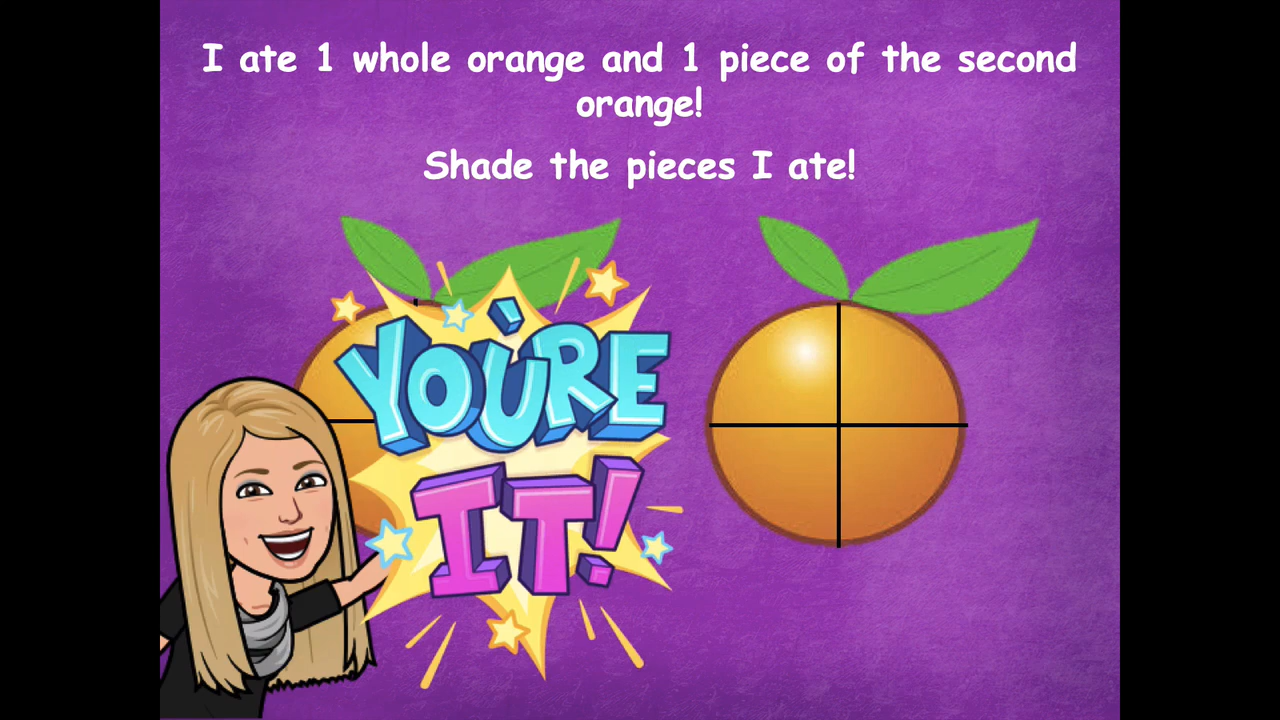 I ate 1 whole orange and 1 piece of the second
orange!
Shade the pieces I ate!
YOU'RE
IT!